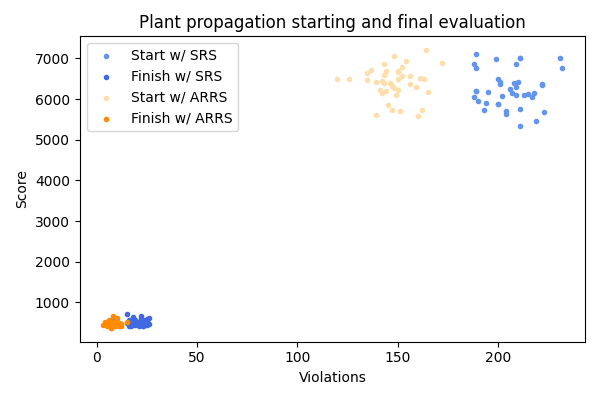 Plant propagation starting and final evaluation
Start w/ SRS
Finish w/ SRS
Start w/ ARRS
Finish w/ ARRS
7000
6000
5000
4000
3000
2000
1000
Score
0
50
100
150
200
Violations